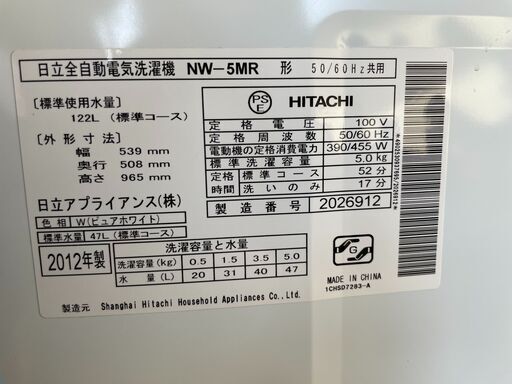 日立全自動電気洗濯機 NW-5MR 形 50/60Hz共用
〔標準使用水量〕
122L（標準コース）
〔外形寸法〕
幅 539 mm
奥行 508 mm
高さ 965 mm
日立アプライアンス(株)
色相 W(ピュアホワイト)
標準水量 47L（標準コース）
PSE HITACHI
定格電圧 100 V
定格周波数 50/60 Hz
電動機の定格消費電力 390/455 W
標準洗濯容量 5.0kg
定格時間 標準コース 52分
洗いのみ 17分
製造番号 2026912
2012年製
洗濯容量と水量
洗濯容量(kg) 0.5 1.5 3.5 5.0
水量(L) 20 31 40 47
MADE IN CHINA
1CHSD7283-A
製造元 Shanghai Hitachi Household Appliances Co.,Ltd.